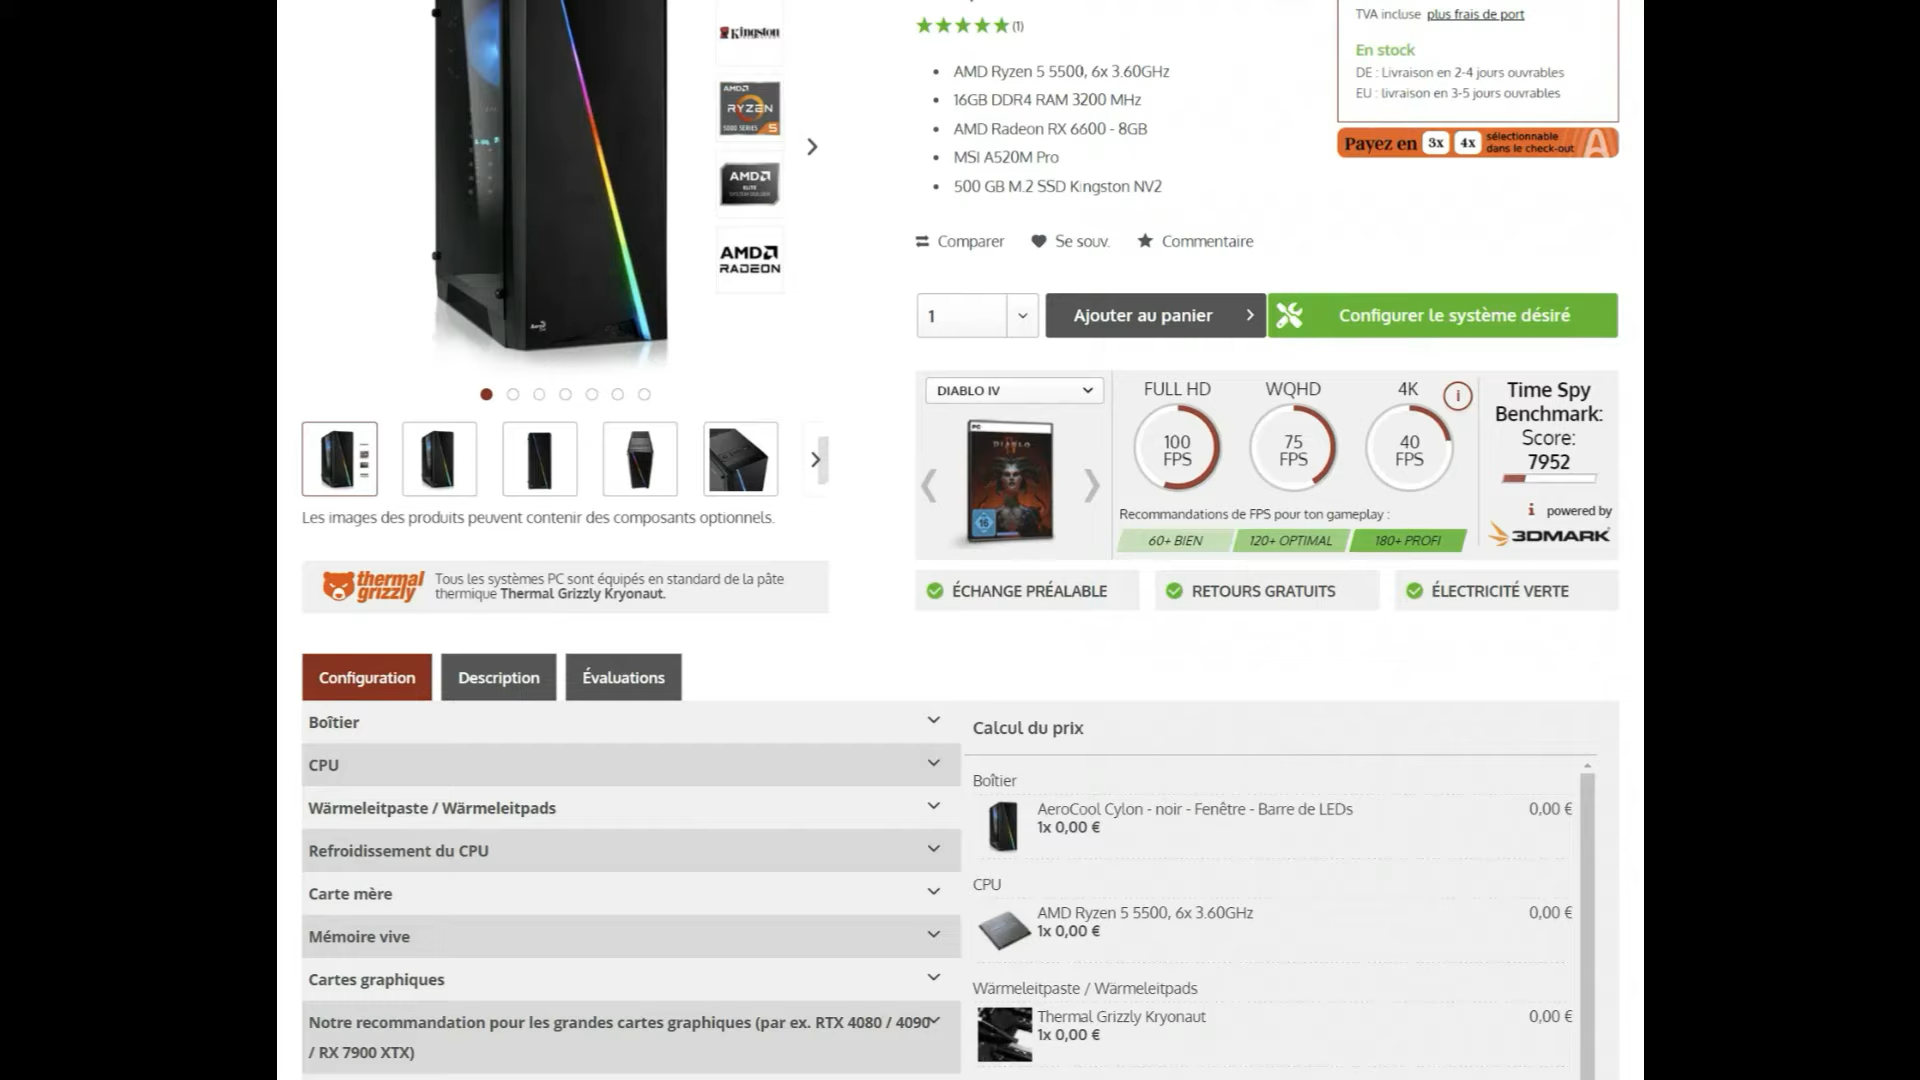 TVA incluse plus frais de port
(1)
En stock
DE : Livraison en 2-4 jours ouvrables
EU : livraison en 3-5 jours ouvrables
AMD Ryzen 5 5500, 6x 3.60GHz
16GB DDR4 RAM 3200 MHz
AMD Radeon RX 6600 - 8GB
MSI A520M Pro
500 GB M.2 SSD Kingston NV2
Payez en 3x 4x sélectionnable
dans le check-out
Kingston
AMD
RYZEN
5000 SERIES 5
AMD
ELITE
AMD
RADEON
Comparer Se souv. Commentaire
1 Ajouter au panier Configurer le système désiré
DIABLO IV
FULL HD WQHD 4K
100
FPS
75
FPS
40
FPS
Time Spy
Benchmark:
Score:
7952
powered by
3DMARK
PC
DIABLO
16
Recommandations de FPS pour ton gameplay :
60+ BIEN 120+ OPTIMAL 180+ PROFI
Les images des produits peuvent contenir des composants optionnels.
thermal
grizzly
Tous les systèmes PC sont équipés en standard de la pâte
thermique Thermal Grizzly Kryonaut.
ÉCHANGE PRÉALABLE RETOURS GRATUITS ÉLECTRICITÉ VERTE
Configuration Description Évaluations
Boîtier
CPU
Wärmeleitpaste / Wärmeleitpads
Refroidissement du CPU
Carte mère
Mémoire vive
Cartes graphiques
Notre recommandation pour les grandes cartes graphiques (par ex. RTX 4080 / 4090
/ RX 7900 XTX)
Calcul du prix
Boîtier
AeroCool Cylon - noir - Fenêtre - Barre de LEDs 0,00 €
1x 0,00 €
CPU
AMD Ryzen 5 5500, 6x 3.60GHz 0,00 €
1x 0,00 €
Wärmeleitpaste / Wärmeleitpads
Thermal Grizzly Kryonaut 0,00 €
1x 0,00 €